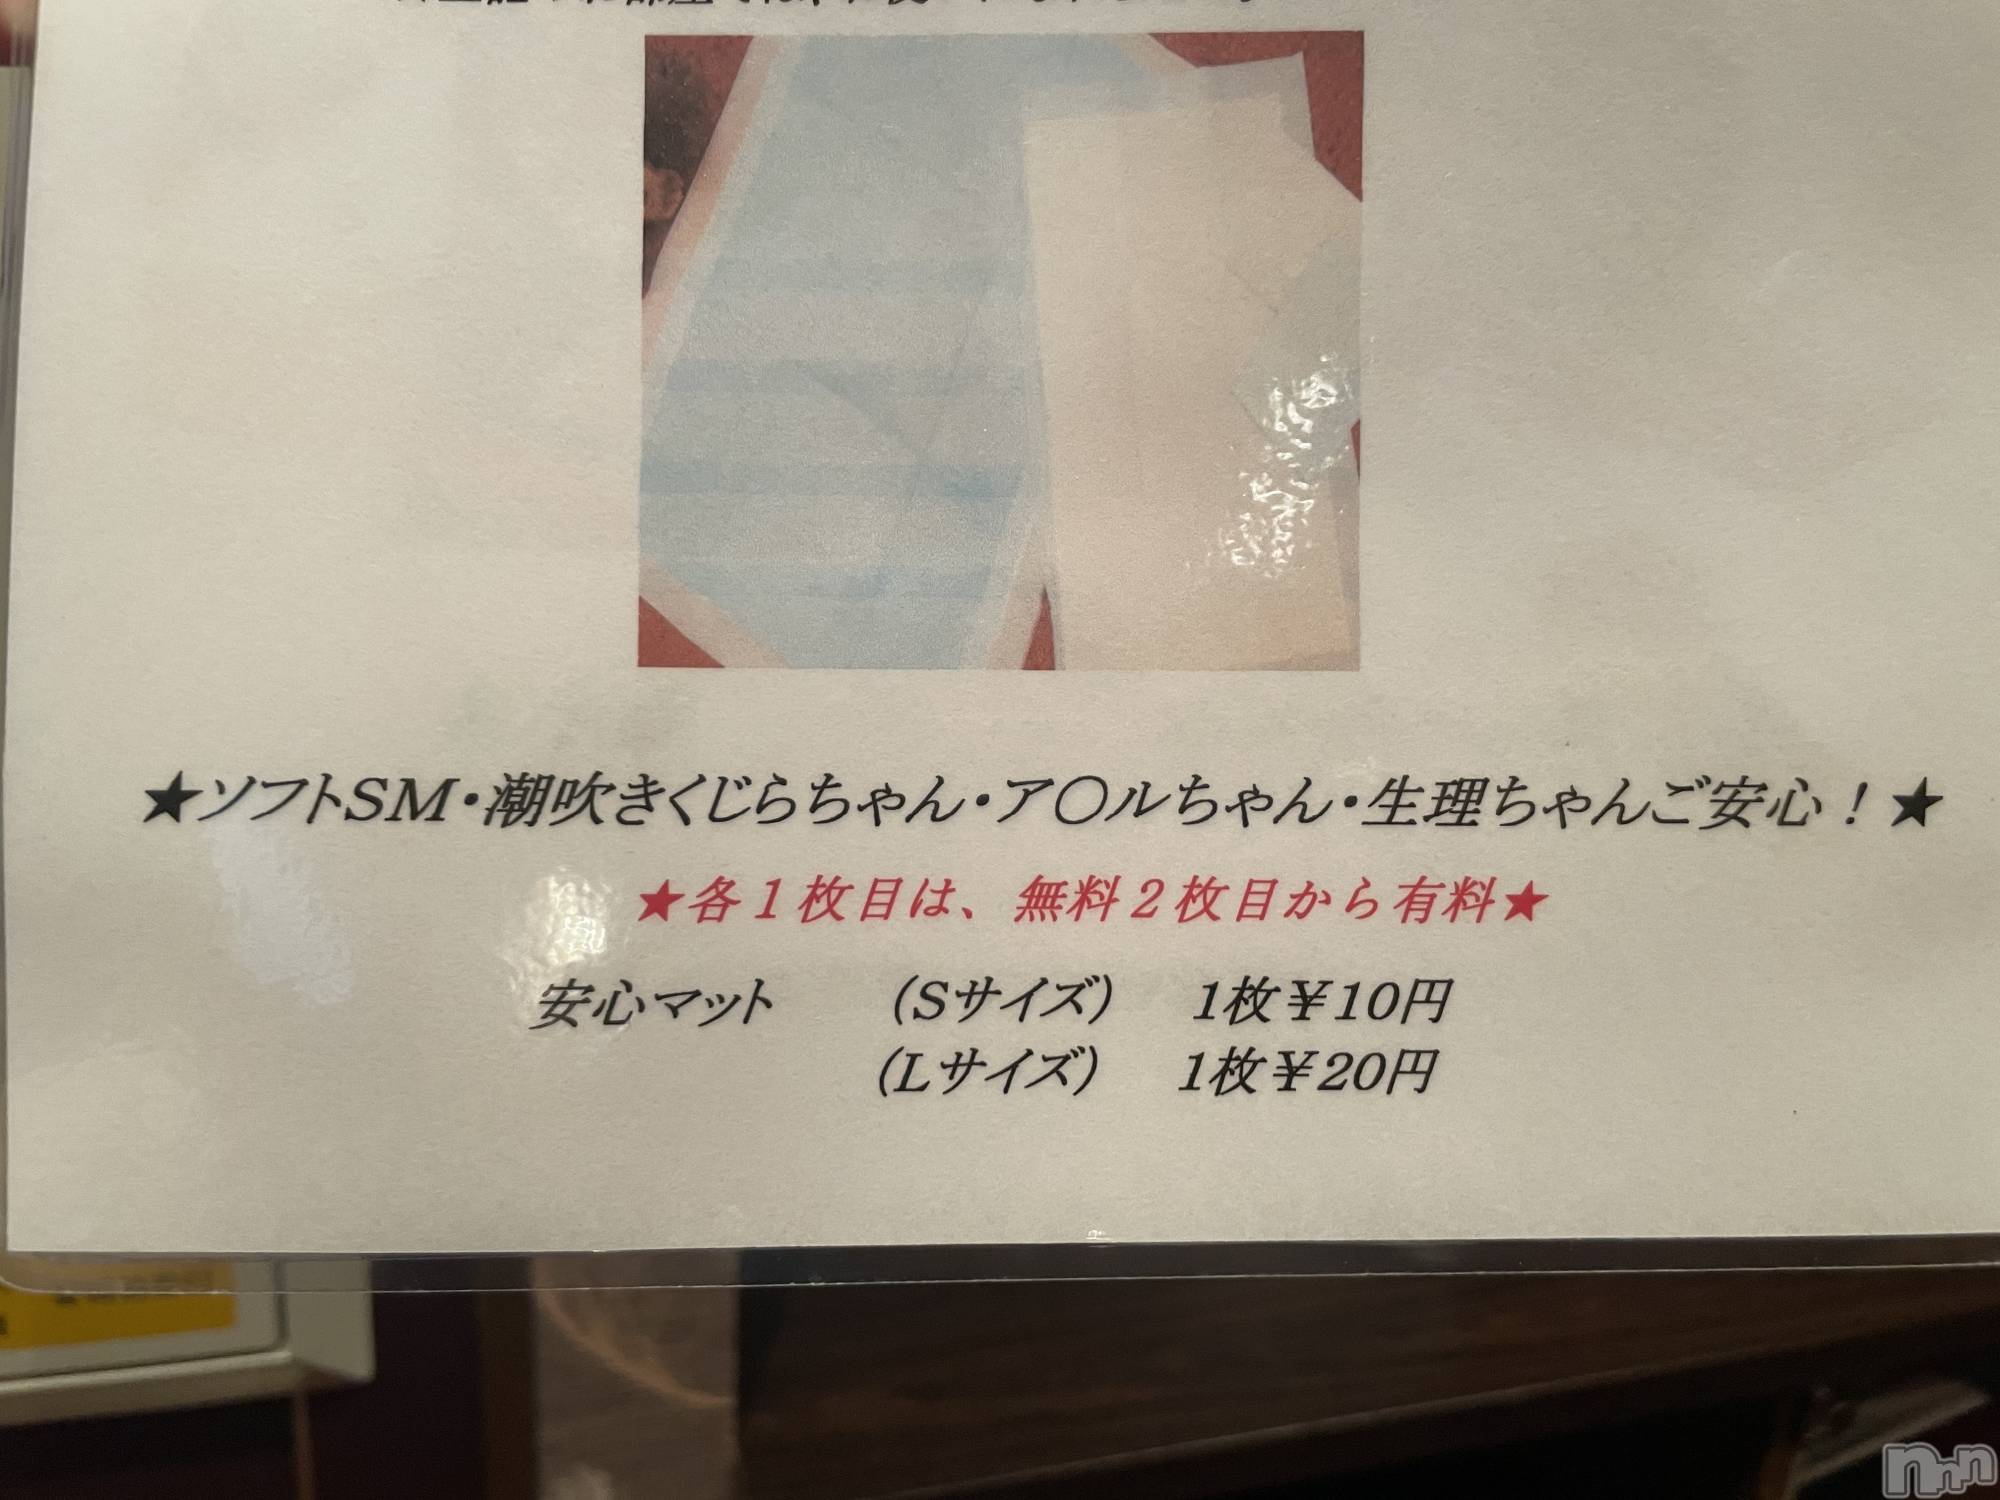 ★ソフトSM・潮吹きくじらちゃん・ア〇ルちゃん・生理ちゃんご安心！★
★各１枚目は、無料２枚目から有料★
安心マット　（Sサイズ）　1枚￥10円
（Lサイズ）　1枚￥20円
nnn